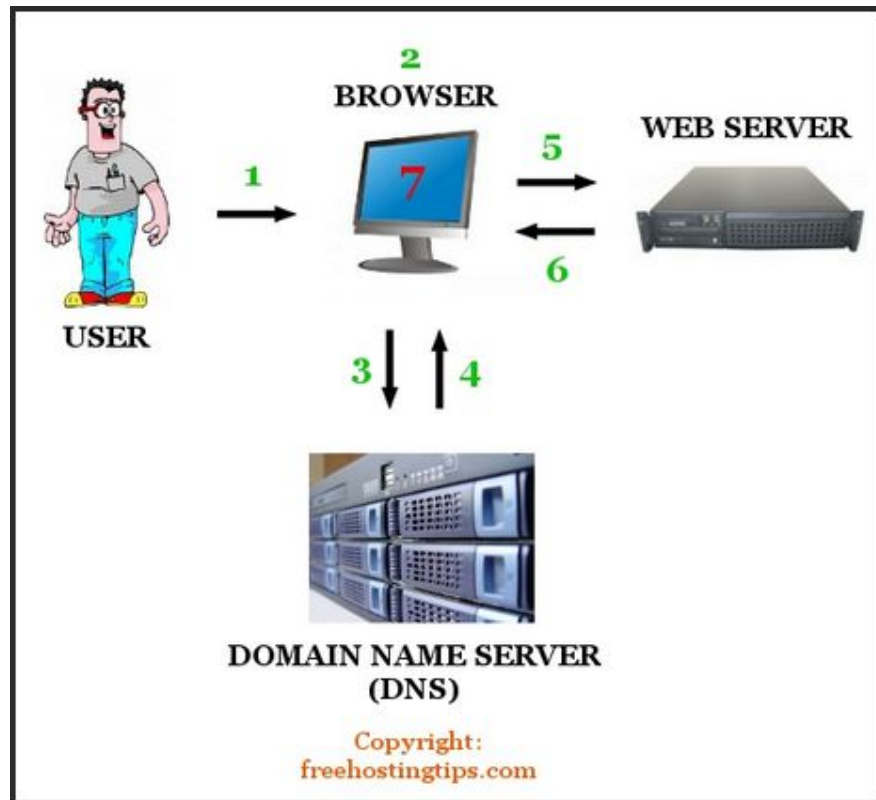 2
BROWSER
WEB SERVER
1
7
5
6
USER
3
4
DOMAIN NAME SERVER
(DNS)
Copyright:
freehostingtips.com